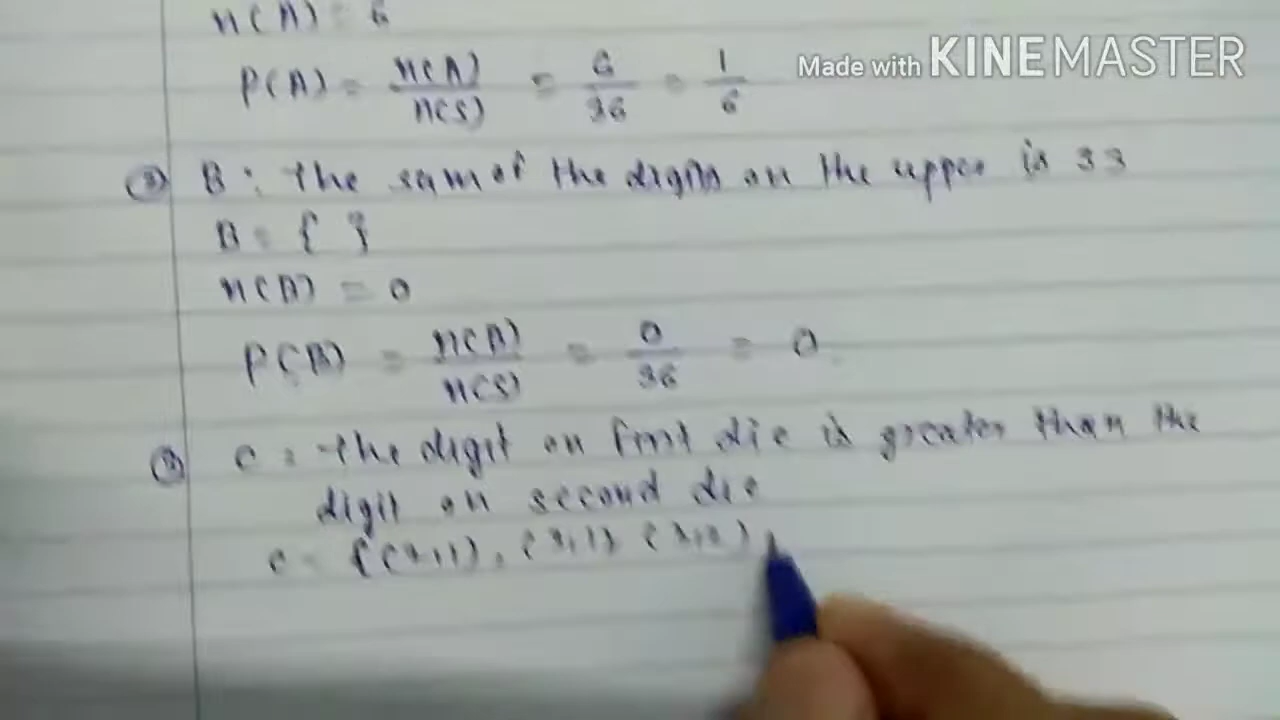 n(A) = 6
Made with KINEMASTER
P(A) = n(A)/n(S) = 6/36 = 1/6
② B : The sum of the digits on the upper is 33
B = { }
n(B) = 0
P(B) = n(B)/n(S) = 0/36 = 0
③ C : The digit on first die is greater than the
digit on second die
C = {(2,1), (3,1) (3,2),